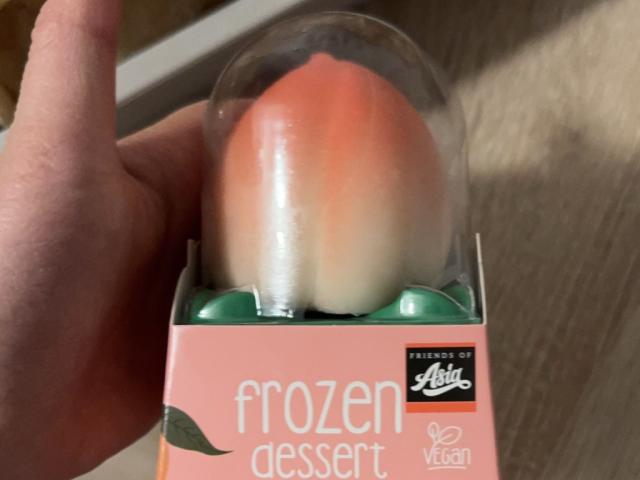 FRIENDS OF
Asia
frozen
dessert
VEGAN